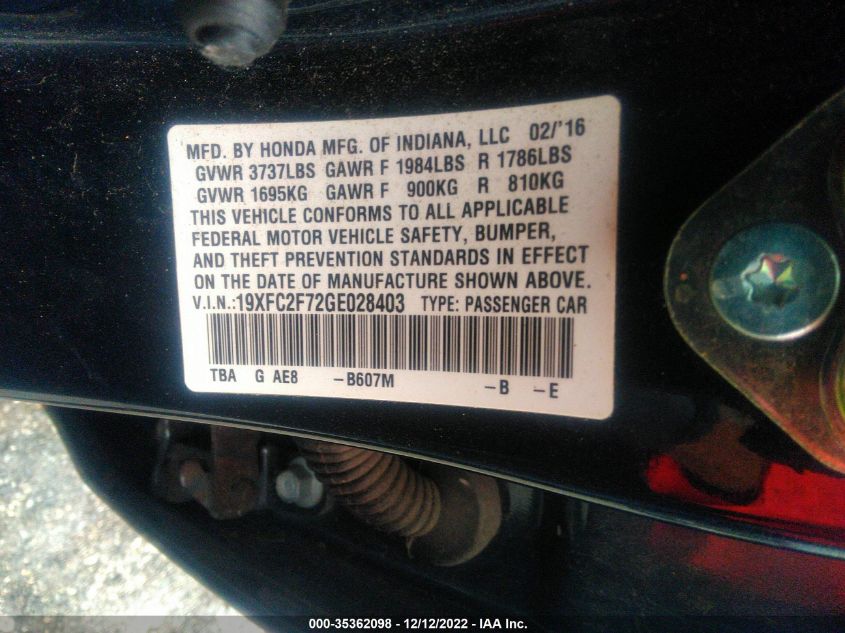 MFD. BY HONDA MFG. OF INDIANA, LLC 02/'16
GVWR 3737LBS GAWR F 1984LBS R 1786LBS
GVWR 1695KG GAWR F 900KG R 810KG
THIS VEHICLE CONFORMS TO ALL APPLICABLE
FEDERAL MOTOR VEHICLE SAFETY, BUMPER,
AND THEFT PREVENTION STANDARDS IN EFFECT
ON THE DATE OF MANUFACTURE SHOWN ABOVE.
V.I.N.:19XFC2F72GE028403 TYPE: PASSENGER CAR
TBA G AE8 -B607M -B -E
000-35362098 - 12/12/2022 - IAA Inc.